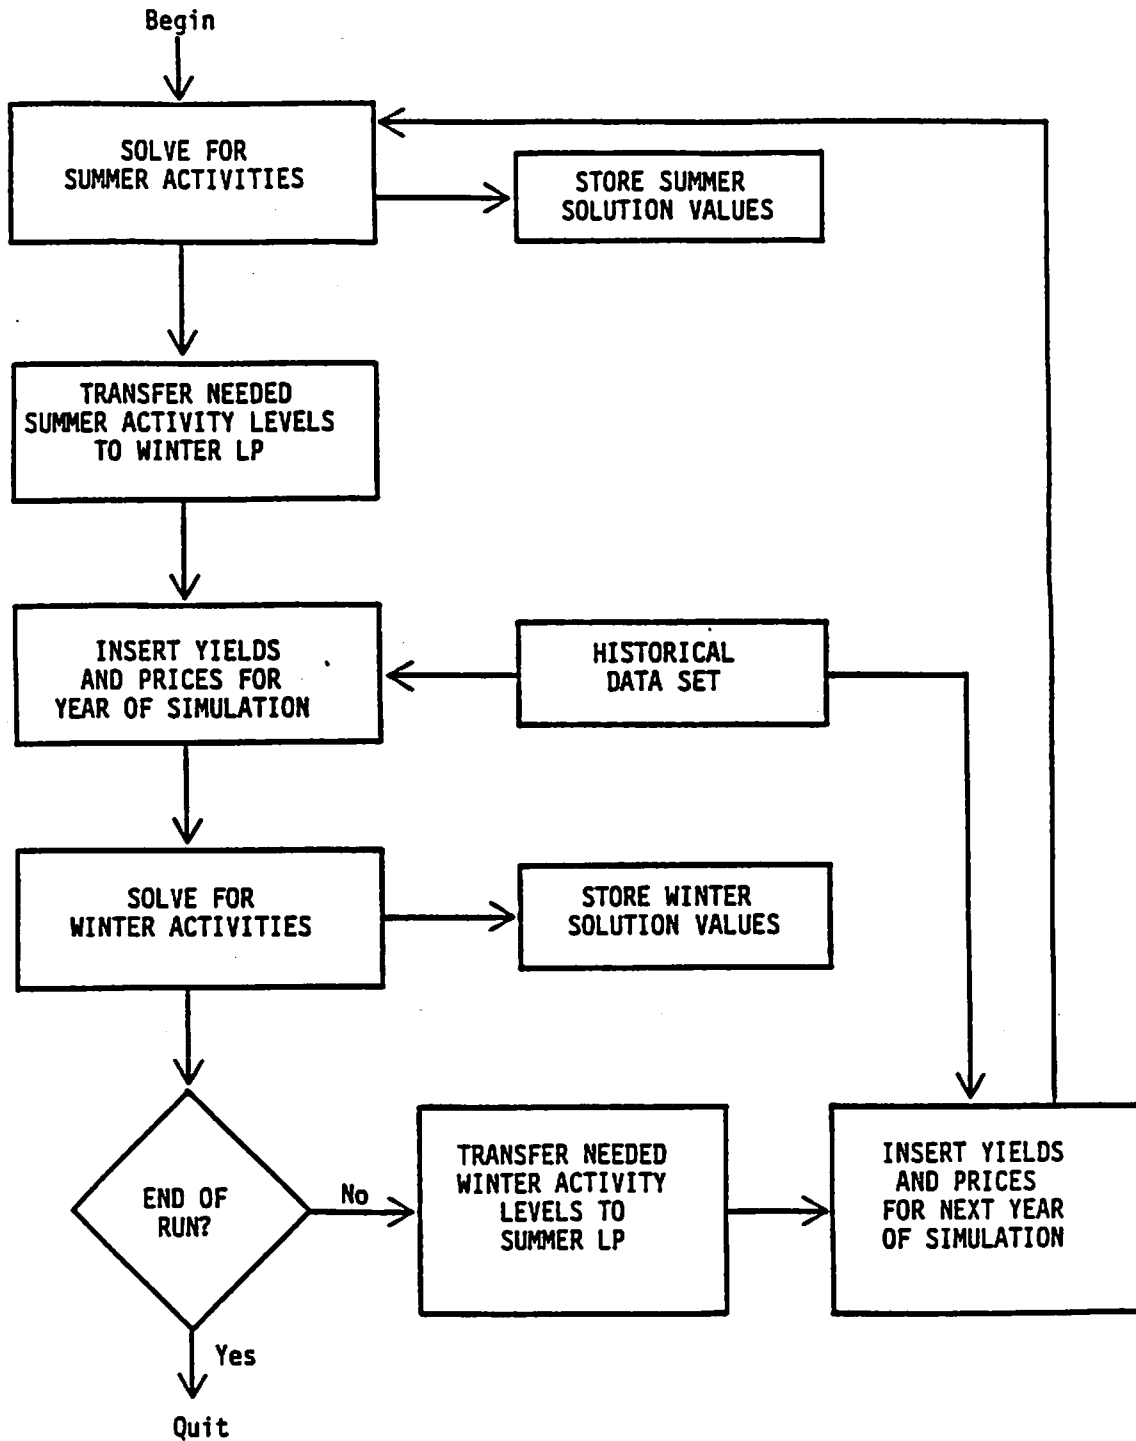 Begin
SOLVE FOR
SUMMER ACTIVITIES
STORE SUMMER
SOLUTION VALUES
TRANSFER NEEDED
SUMMER ACTIVITY LEVELS
TO WINTER LP
INSERT YIELDS
AND PRICES FOR
YEAR OF SIMULATION
HISTORICAL
DATA SET
SOLVE FOR
WINTER ACTIVITIES
STORE WINTER
SOLUTION VALUES
END OF
RUN?
No
TRANSFER NEEDED
WINTER ACTIVITY
LEVELS TO
SUMMER LP
INSERT YIELDS
AND PRICES
FOR NEXT YEAR
OF SIMULATION
Yes
Quit